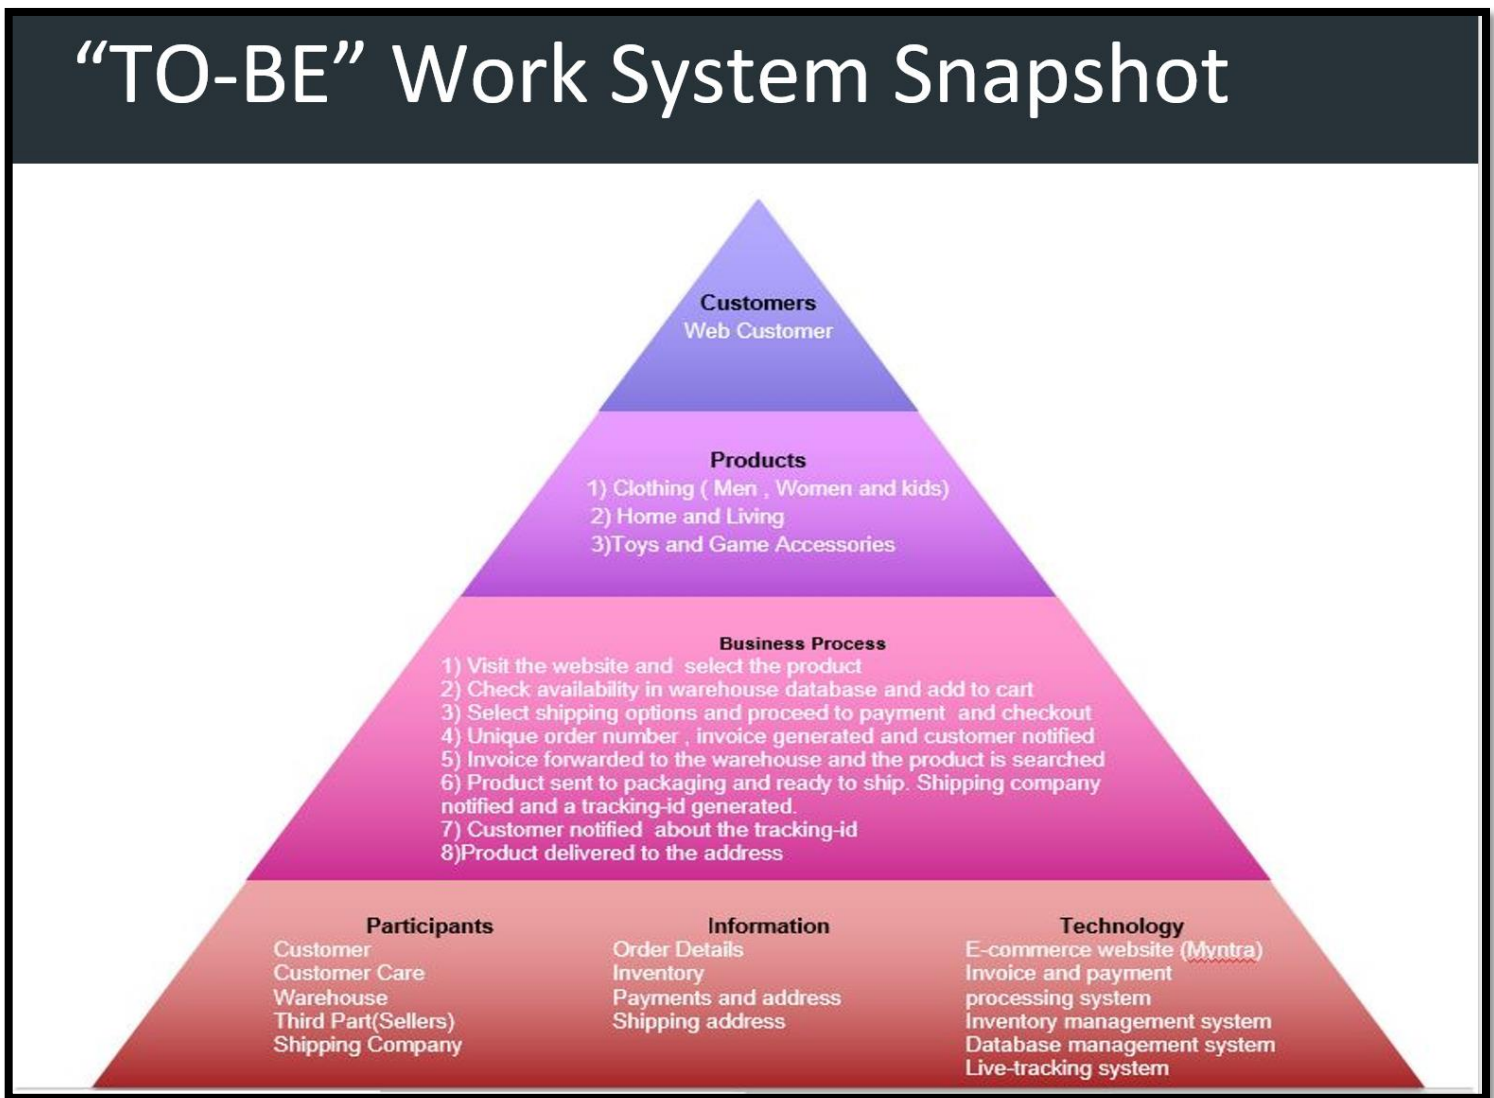 “TO-BE” Work System Snapshot
Customers
Web Customer
Products
1) Clothing ( Men , Women and kids)
2) Home and Living
3)Toys and Game Accessories
Business Process
1) Visit the website and  select the product
2) Check availability in warehouse database and add to cart
3) Select shipping options and proceed to payment  and checkout
4) Unique order number , invoice generated and customer notified
5) Invoice forwarded to the warehouse and the product is searched
6) Product sent to packaging and ready to ship. Shipping company
notified and a tracking-id generated.
7) Customer notified  about the tracking-id
8)Product delivered to the address
Participants
Customer
Customer Care
Warehouse
Third Part(Sellers)
Shipping Company
Information
Order Details
Inventory
Payments and address
Shipping address
Technology
E-commerce website (Myntra)
Invoice and payment
processing system
Inventory management system
Database management system
Live-tracking system